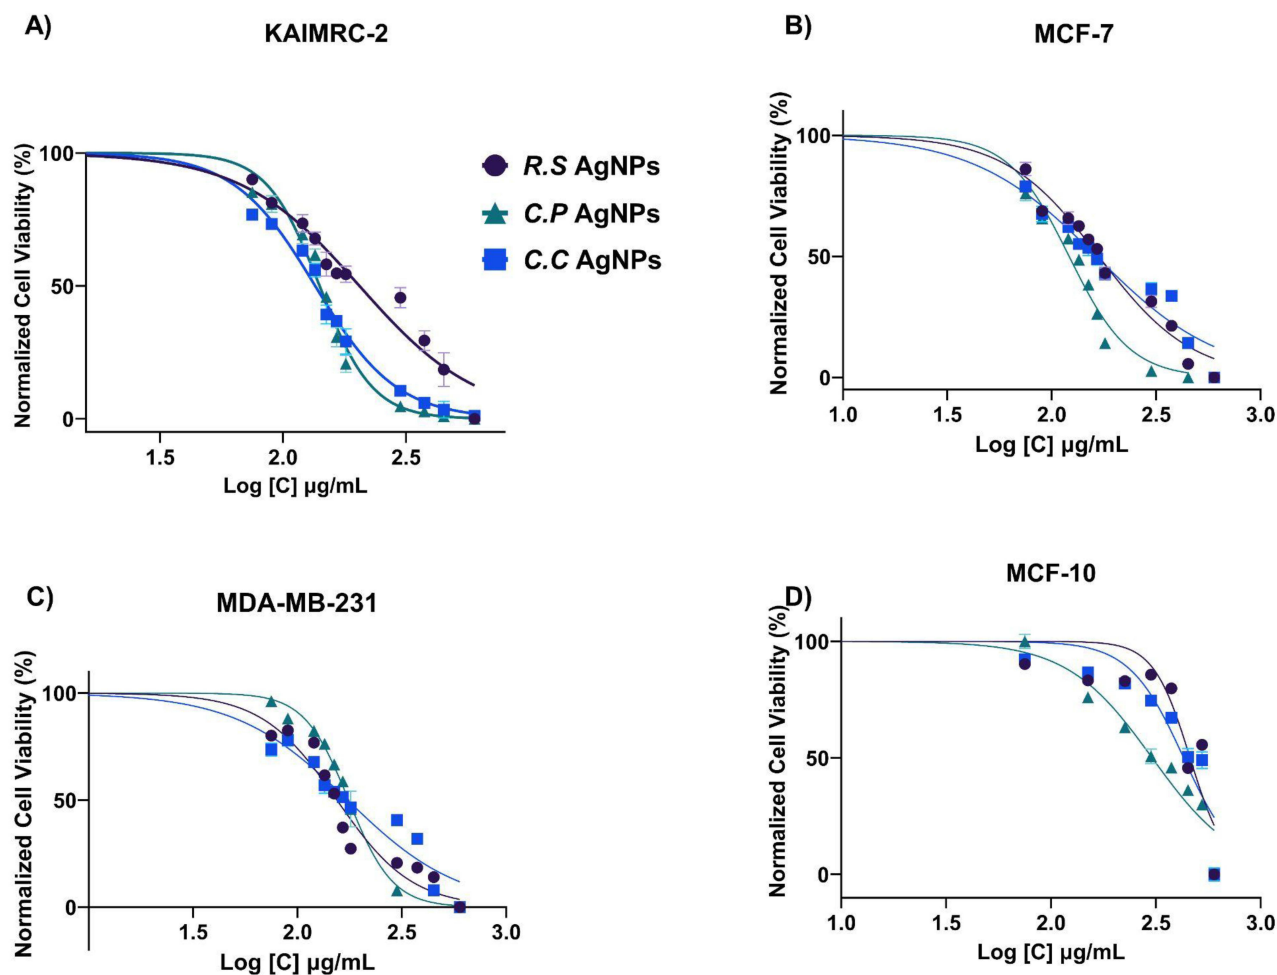 A)
KAIMRC-2
Normalized Cell Viability (%)
100
50
0
1.5
2.0
2.5
Log [C] µg/mL
R.S AgNPs
C.P AgNPs
C.C AgNPs
B)
MCF-7
Normalized Cell Viability (%)
100
50
0
1.0
1.5
2.0
2.5
3.0
Log [C] µg/mL
C)
MDA-MB-231
Normalized Cell Viability (%)
100
50
0
1.5
2.0
2.5
3.0
Log [C] µg/mL
D)
MCF-10
Normalized Cell Viability (%)
100
50
0
1.0
1.5
2.0
2.5
3.0
Log [C] µg/mL